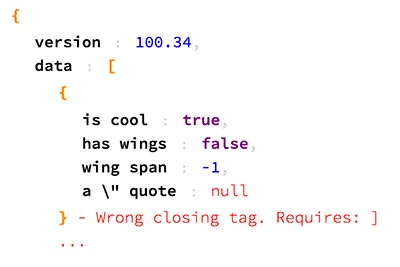 {
version : 100.34,
data : [
{
is cool : true,
has wings : false,
wing span : -1,
a \" quote : null
} - Wrong closing tag. Requires: ]
...